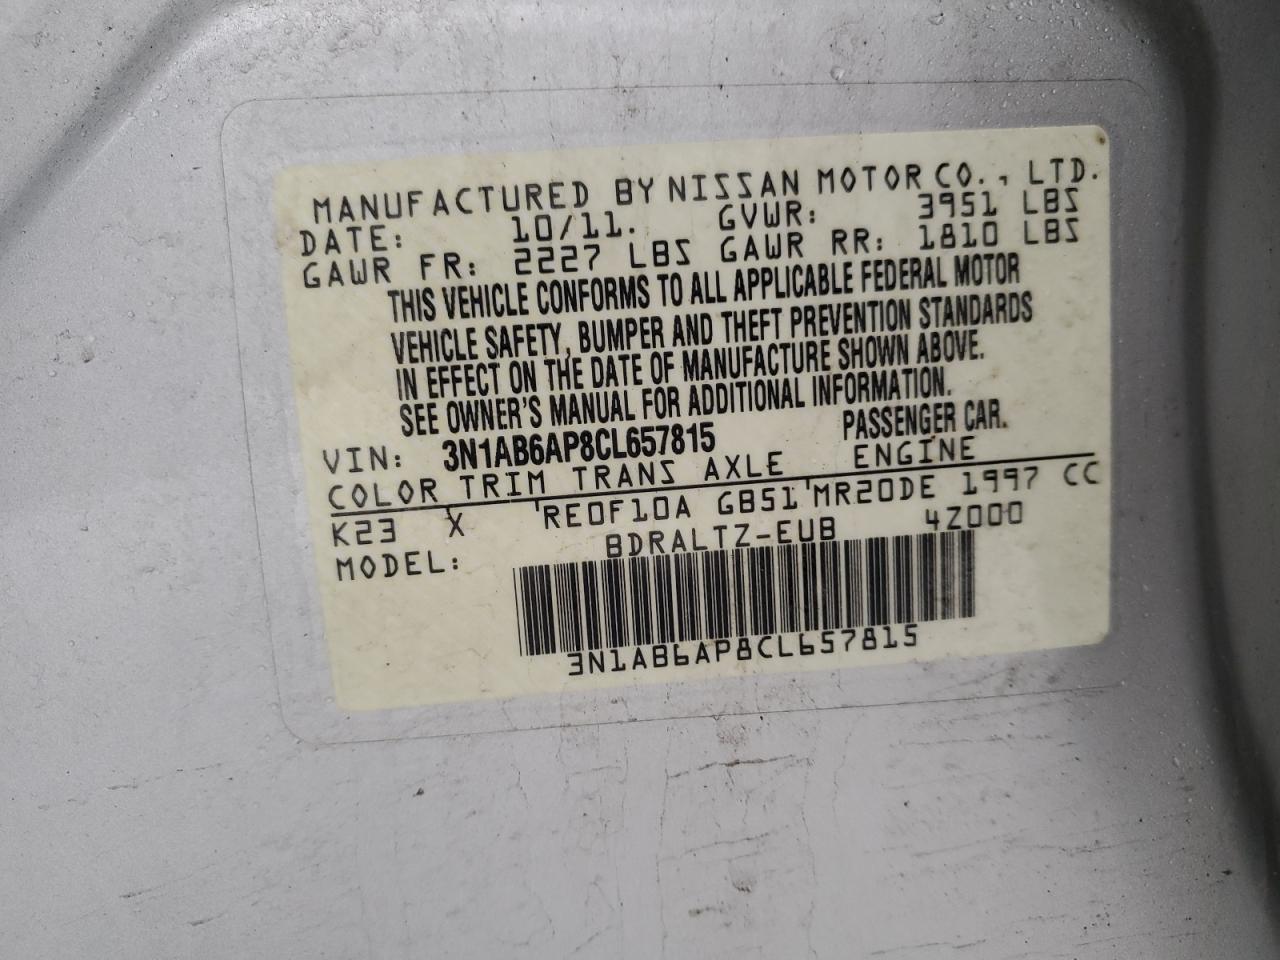 MANUFACTURED BY NISSAN MOTOR CO., LTD.
DATE: 10/11. GVWR: 3951 LBS
GAWR FR: 2227 LBS GAWR RR: 1810 LBS
THIS VEHICLE CONFORMS TO ALL APPLICABLE FEDERAL MOTOR
VEHICLE SAFETY, BUMPER AND THEFT PREVENTION STANDARDS
IN EFFECT ON THE DATE OF MANUFACTURE SHOWN ABOVE.
SEE OWNER'S MANUAL FOR ADDITIONAL INFORMATION.
VIN: 3N1AB6AP8CL657815 PASSENGER CAR.
COLOR TRIM TRANS AXLE ENGINE
K23 X RE0F10A GB51 MR20DE 1997 CC
MODEL: BDRALTZ-EUB 4Z000
3N1AB6AP8CL657815